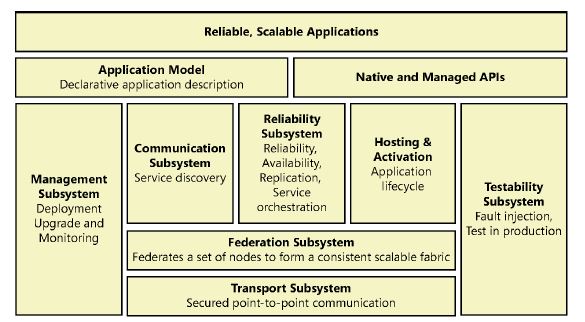 Reliable, Scalable Applications
Application Model
Declarative application description
Native and Managed APIs
Management
Subsystem
Deployment
Upgrade and
Monitoring
Communication
Subsystem
Service discovery
Reliability
Subsystem
Reliability,
Availability,
Replication,
Service
orchestration
Hosting &
Activation
Application
lifecycle
Testability
Subsystem
Fault injection,
Test in production
Federation Subsystem
Federates a set of nodes to form a consistent scalable fabric
Transport Subsystem
Secured point-to-point communication